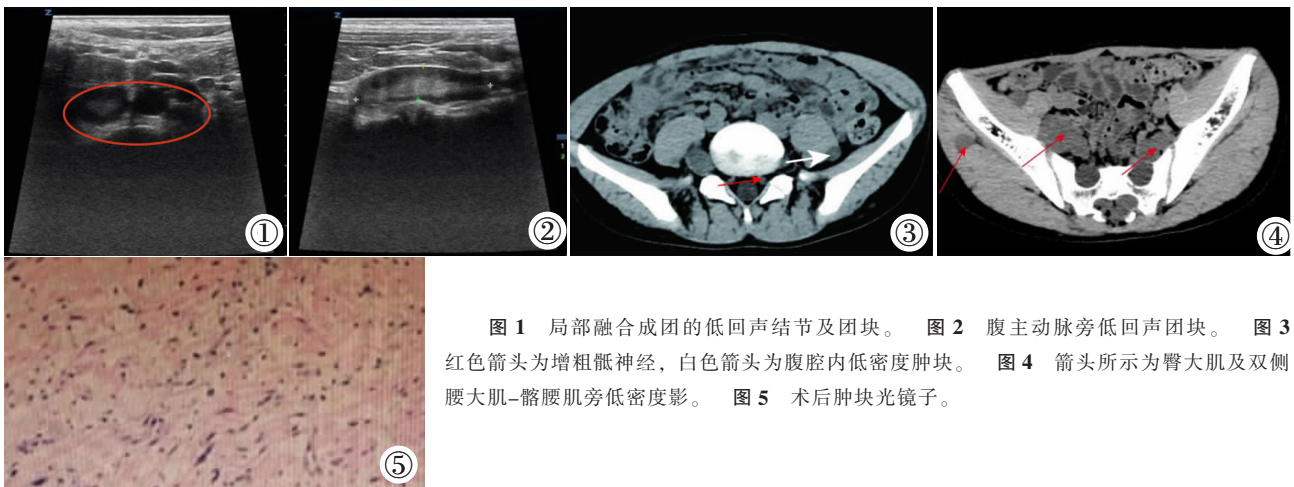 ①
②
③
④
⑤
图 1 局部融合成团的低回声结节及团块。 图 2 腹主动脉旁低回声团块。 图 3
红色箭头为增粗骶神经，白色箭头为腹腔内低密度肿块。 图 4 箭头所示为臀大肌及双侧
腰大肌–髂腰肌旁低密度影。 图 5 术后肿块光镜子。